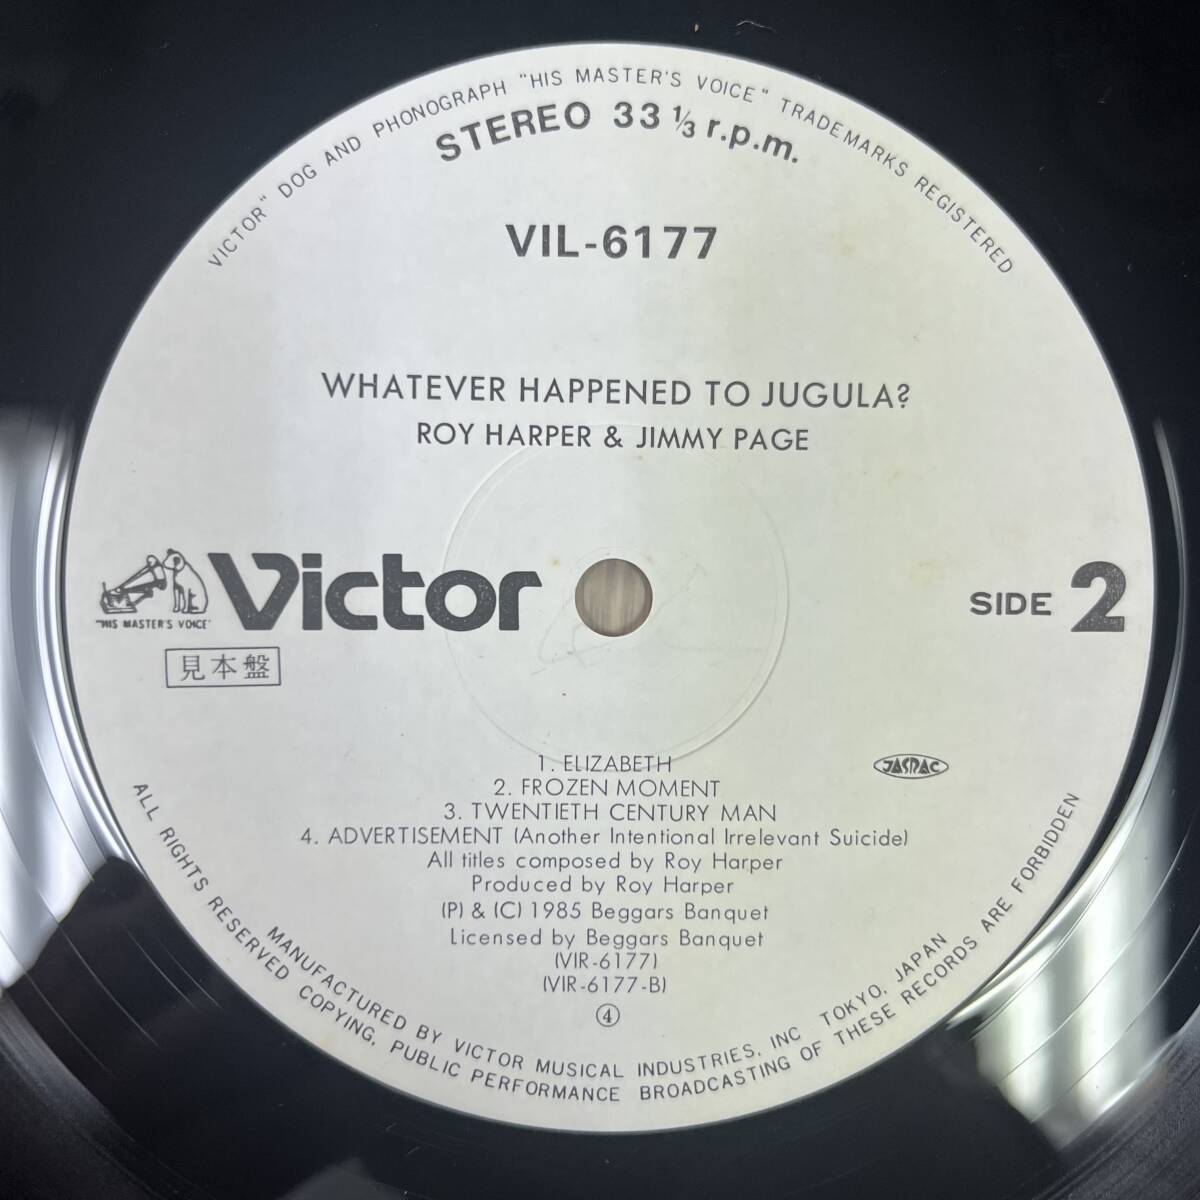 "VICTOR" DOG AND PHONOGRAPH "HIS MASTER'S VOICE" TRADEMARKS REGISTERED
STEREO 33 1/3 r.p.m.
VIL-6177
WHATEVER HAPPENED TO JUGULA?
ROY HARPER & JIMMY PAGE
"HIS MASTER'S VOICE"
Victor
SIDE 2
見本盤
1. ELIZABETH
2. FROZEN MOMENT
3. TWENTIETH CENTURY MAN
4. ADVERTISEMENT (Another Intentional Irrelevant Suicide)
All titles composed by Roy Harper
Produced by Roy Harper
(P) & (C) 1985 Beggars Banquet
Licensed by Beggars Banquet
(VIR-6177)
(VIR-6177-B)
④
JASRAC
MANUFACTURED BY VICTOR MUSICAL INDUSTRIES, INC TOKYO, JAPAN
ALL RIGHTS RESERVED COPYING, PUBLIC PERFORMANCE BROADCASTING OF THESE RECORDS ARE FORBIDDEN